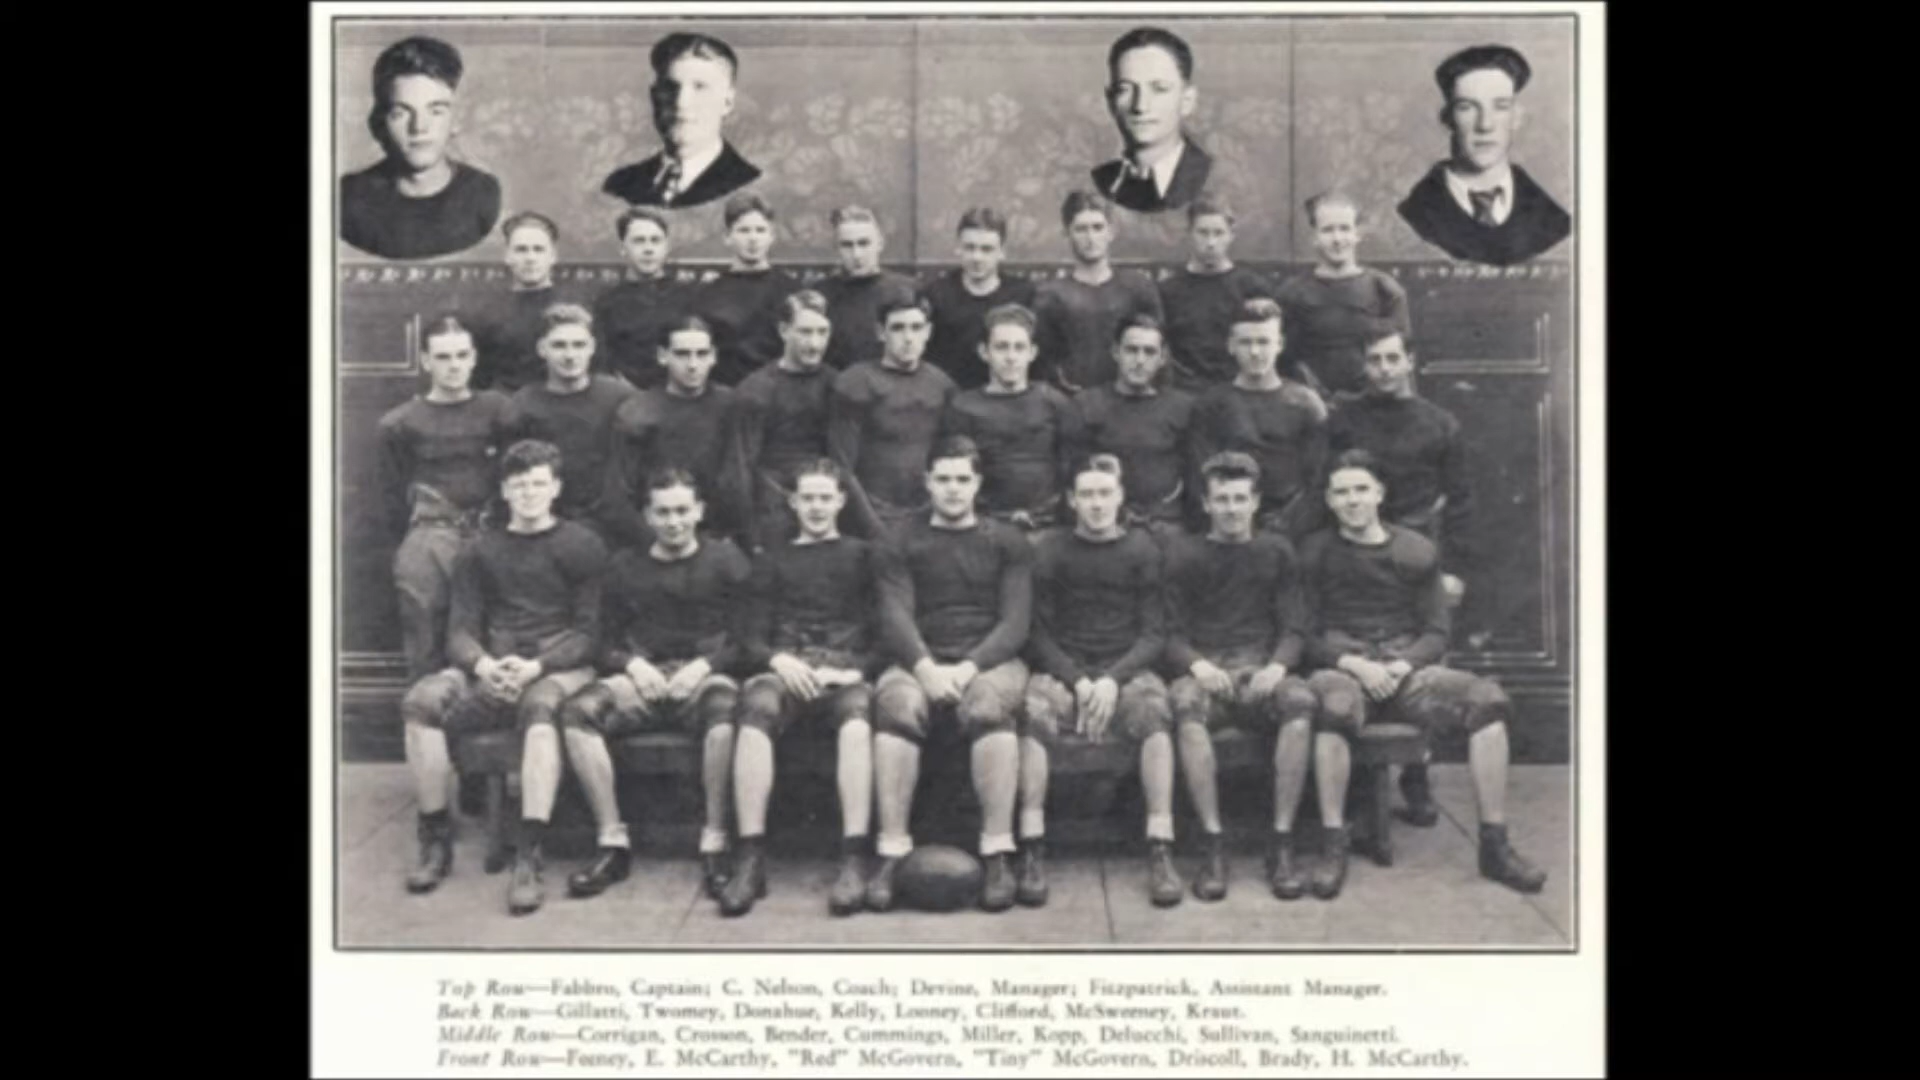 Top Row—Fabbro, Captain; C. Nelson, Coach; Devine, Manager; Fitzpatrick, Assistant Manager.
Back Row—Gillatti, Twomey, Donahue, Kelly, Looney, Clifford, McSweeney, Kraut.
Middle Row—Corrigan, Crosson, Bender, Cummings, Miller, Kopp, Delucchi, Sullivan, Sanguinetti.
Front Row—Feeney, E. McCarthy, "Red" McGovern, "Tiny" McGovern, Driscoll, Brady, H. McCarthy.